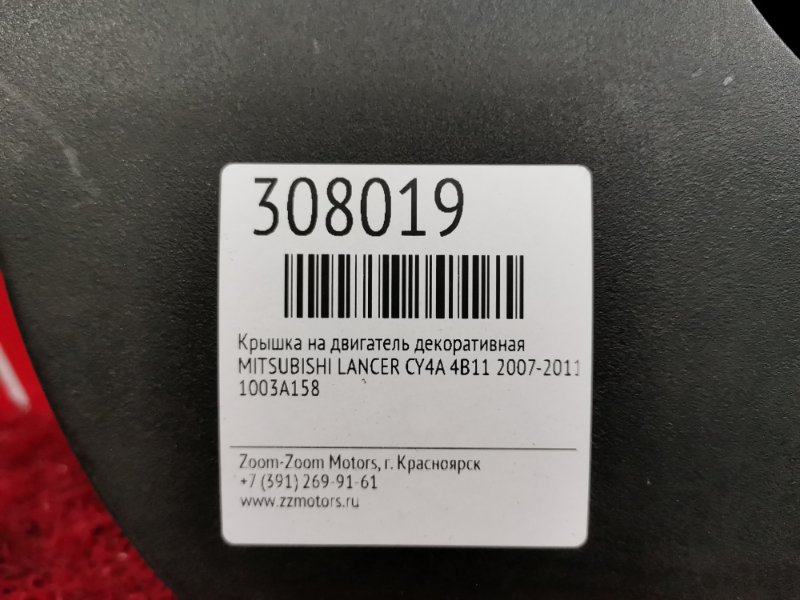 308019
Крышка на двигатель декоративная
MITSUBISHI LANCER CY4A 4B11 2007-2011
1003A158
Zoom-Zoom Motors, г. Красноярск
+7 (391) 269-91-61
www.zzmotors.ru